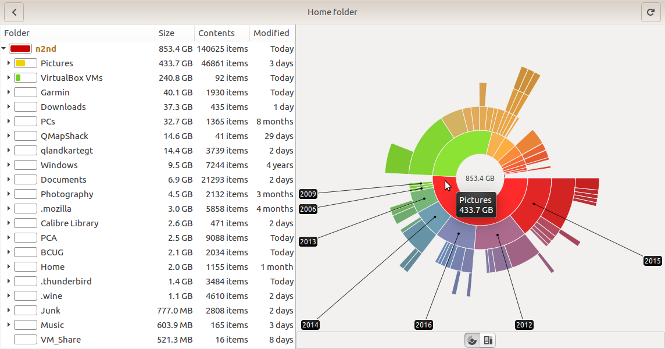 Home folder
Folder Size Contents Modified
n2nd 853.4 GB 140625 items Today
Pictures 433.7 GB 46861 items 3 days
VirtualBox VMs 240.8 GB 92 items Today
Garmin 40.1 GB 1930 items Today
Downloads 37.3 GB 435 items 1 day
PCs 32.7 GB 1365 items 8 months
QMapShack 14.6 GB 41 items 29 days
qlandkartegt 14.4 GB 3739 items 2 days
Windows 9.5 GB 7244 items 4 years
Documents 6.9 GB 21293 items 2 days
Photography 4.5 GB 2132 items 3 months
.mozilla 3.0 GB 5858 items 4 months
Calibre Library 2.6 GB 471 items 2 days
PCA 2.5 GB 9088 items Today
BCUG 2.1 GB 2034 items Today
Home 2.0 GB 1155 items 1 month
.thunderbird 1.4 GB 3484 items Today
.wine 1.1 GB 4610 items 2 days
Junk 777.0 MB 2808 items 2 days
Music 603.9 MB 165 items 3 days
VM_Share 521.3 MB 16 items 8 days
853.4 GB
Pictures
433.7 GB
2009
2006
2013
2014
2016
2012
2015